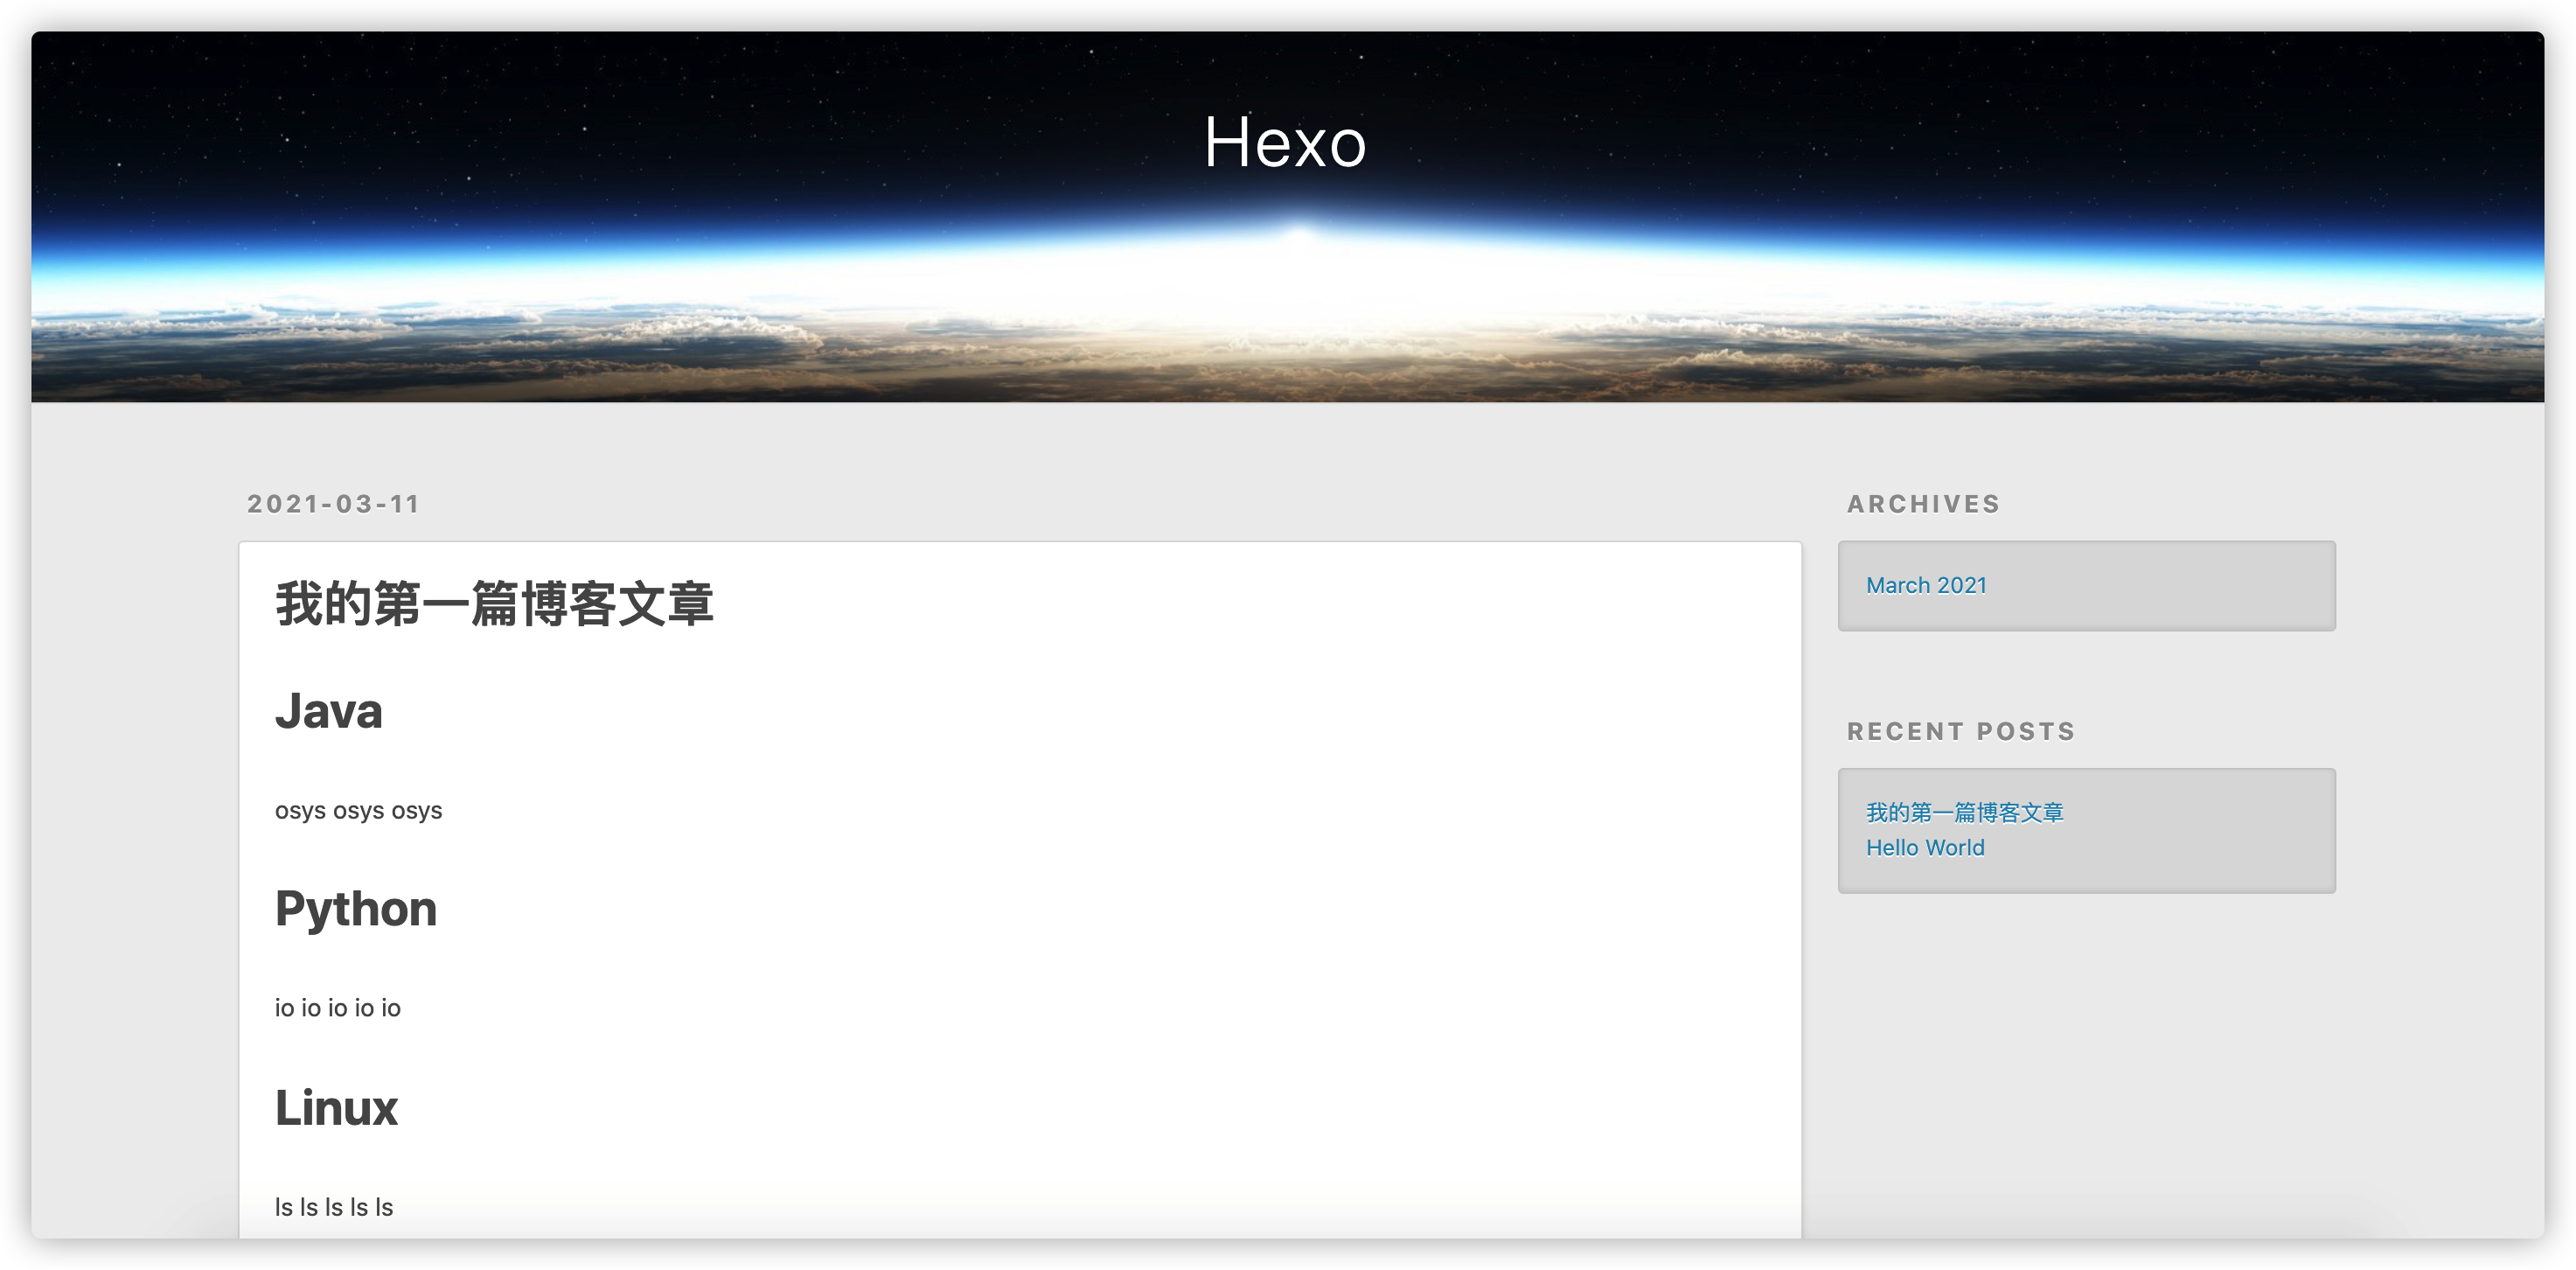 Hexo
2021-03-11
我的第一篇博客文章
Java
osys osys osys
Python
io io io io io
Linux
ls ls ls ls ls
ARCHIVES
March 2021
RECENT POSTS
我的第一篇博客文章
Hello World